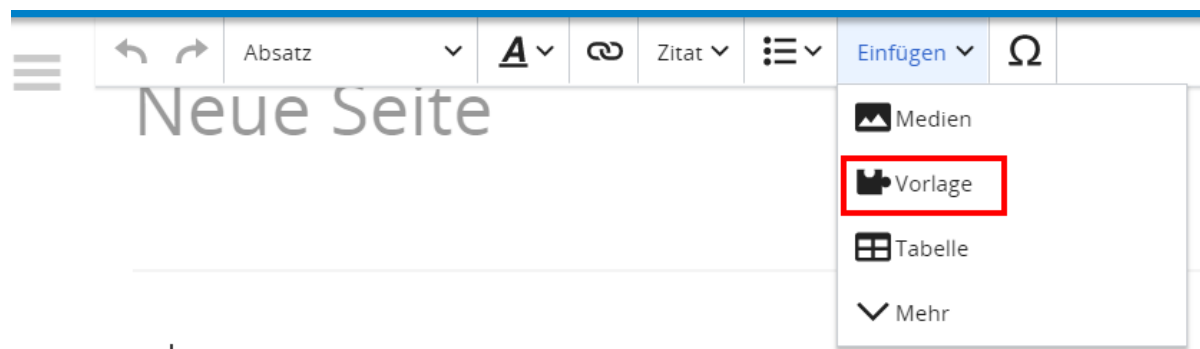 Absatz A Zitat Einfügen Ω
Neue Seite
Medien
Vorlage
Tabelle
Mehr